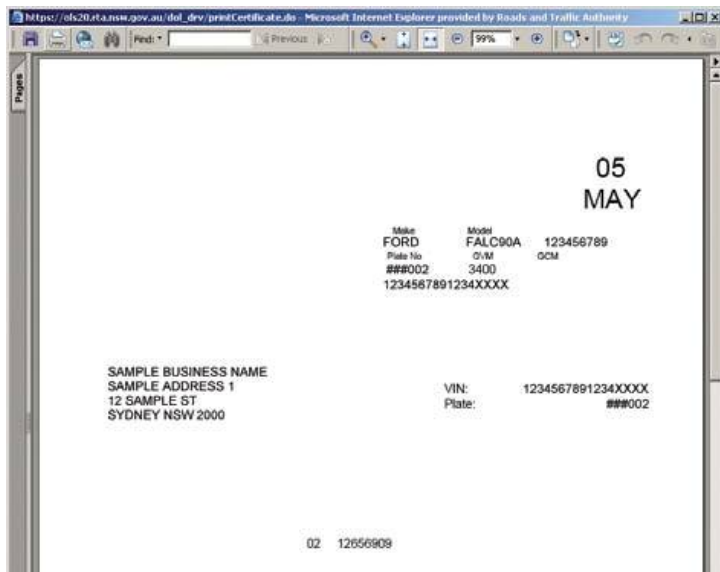 https://ols20.rta.nsw.gov.au/dol_drv/printCertificate.do - Microsoft Internet Explorer provided by Roads and Traffic Authority
Find: Previous 99%
Pages
05
MAY
Make Model
FORD FALC90A 123456789
Plate No GVM GCM
###002 3400
1234567891234XXXX
SAMPLE BUSINESS NAME
SAMPLE ADDRESS 1
12 SAMPLE ST
SYDNEY NSW 2000
VIN: 1234567891234XXXX
Plate: ###002
02 12656909